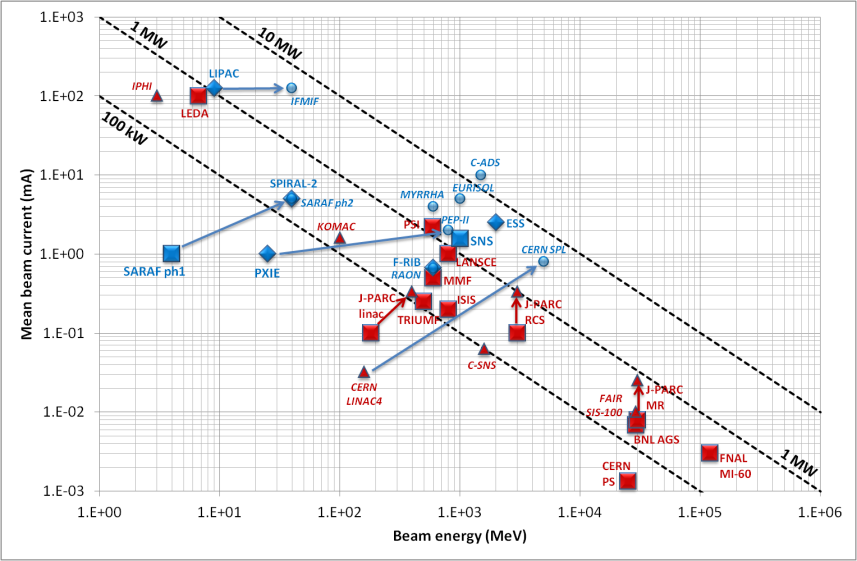 1.E+03
1.E+02
1.E+01
1.E+00
1.E-01
1.E-02
1.E-03
Mean beam current (mA)
1 MW
10 MW
100 kW
IPHI
LEDA
LIPAC
IFMIF
C-ADS
SPIRAL-2
SARAF ph2
MYRRHA
EURISOL
KOMAC
PSI
PEP-II
ESS
SNS
CERN SPL
SARAF ph1
PXIE
F-RIB
RAON
LANSCE
MMF
J-PARC
linac
TRIUMF
ISIS
J-PARC
RCS
C-SNS
CERN
LINAC4
FAIR
SIS-100
J-PARC
MR
BNL AGS
CERN
PS
FNAL
MI-60
1 MW
1.E+00
1.E+01
1.E+02
1.E+03
1.E+04
1.E+05
1.E+06
Beam energy (MeV)